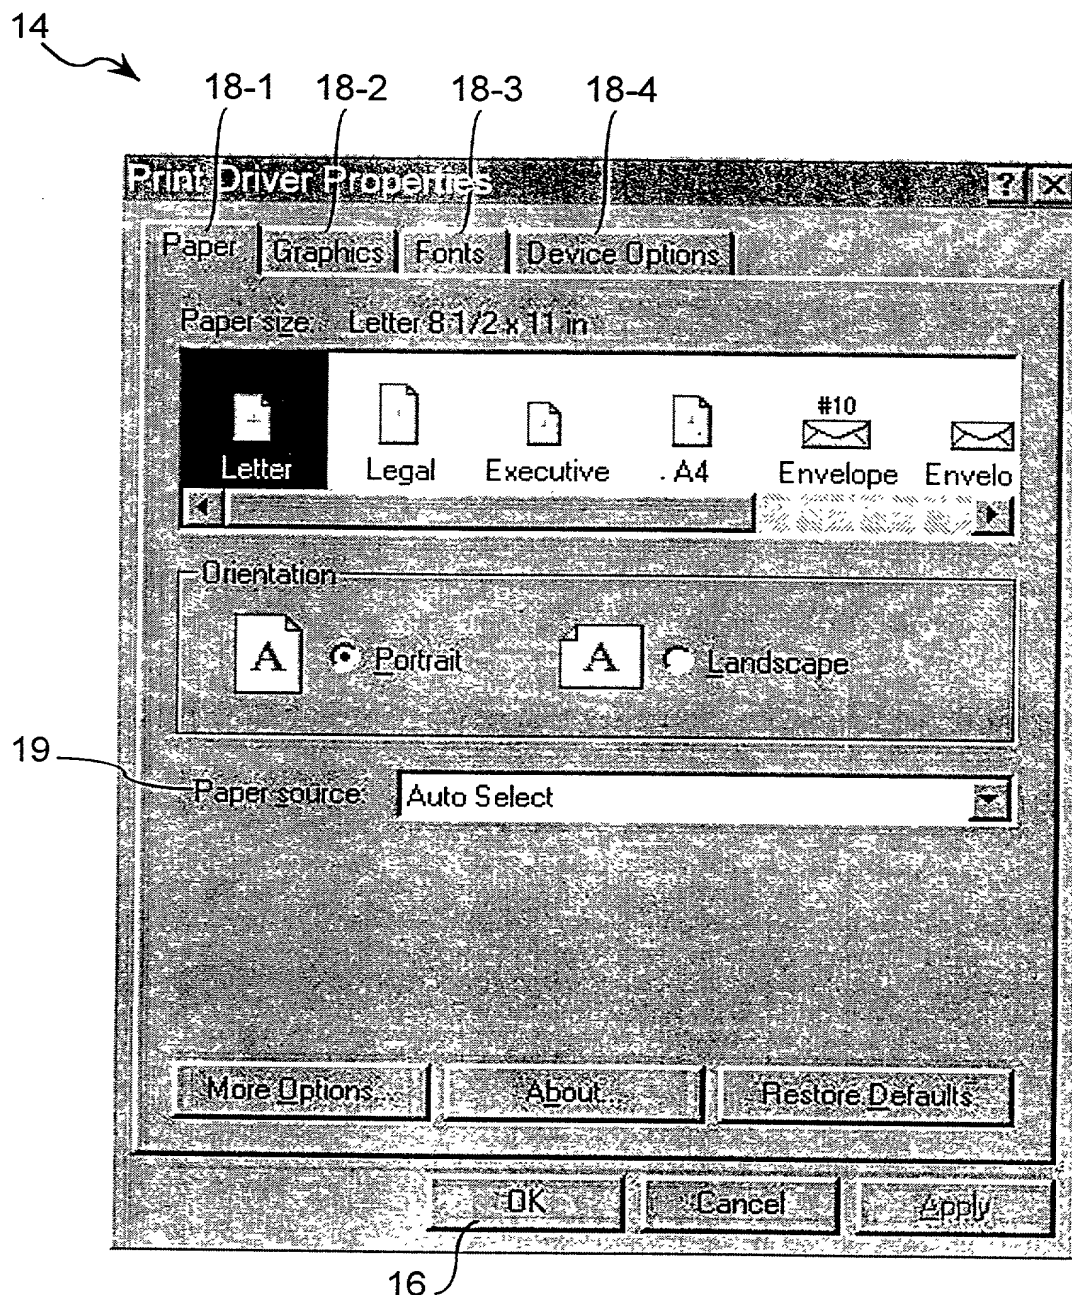 14
18-1 18-2 18-3 18-4
Print Driver Properties ?
Paper Graphics Fonts Device Options
Paper size: Letter 8 1/2 x 11 in
#10
Letter Legal Executive A4 Envelope Envelo
Orientation
A Portrait A Landscape
19
Paper source: Auto Select
More Options... About... Restore Defaults
OK Cancel Apply
16